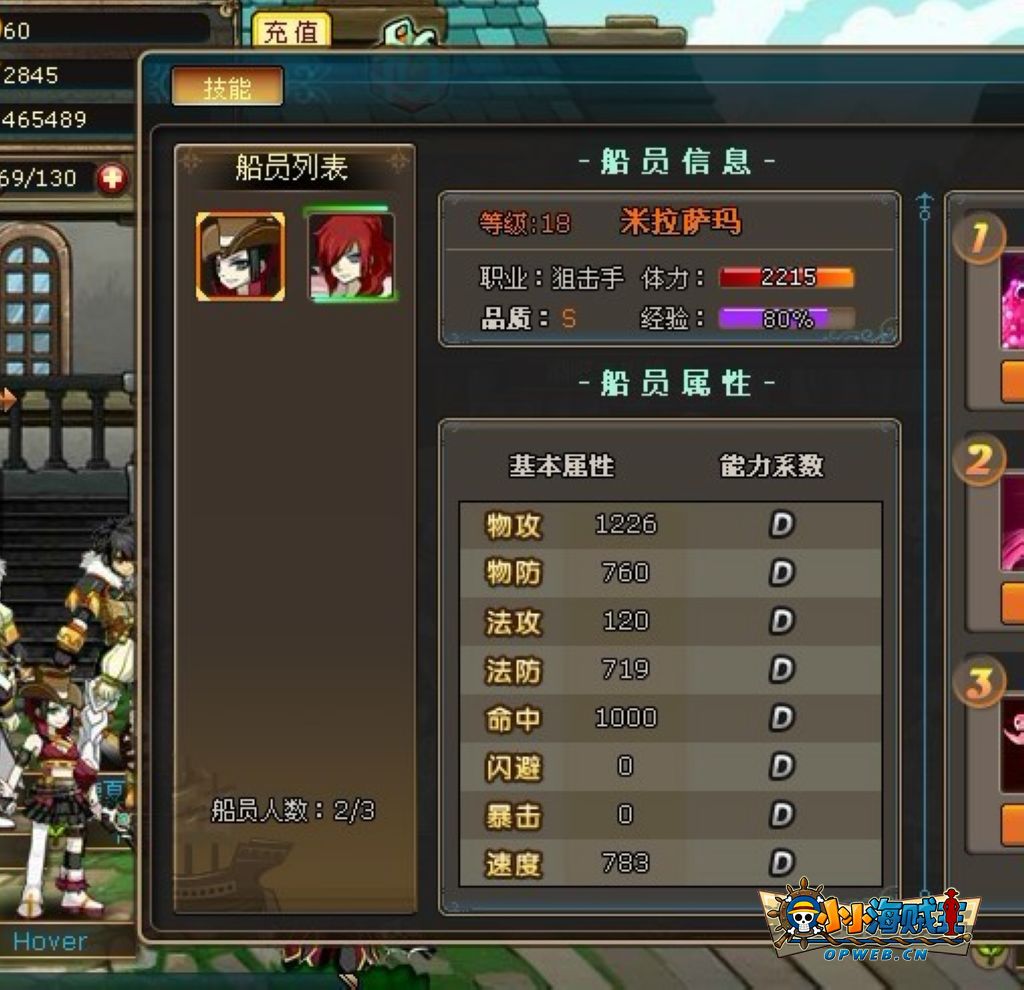 60
充值
2845
465489
69/130
技能
船员列表
船员人数：2/3
-船员信息-
等级:18 米拉萨玛
职业：狙击手 体力： 2215
品质：S 经验： 80%
-船员属性-
基本属性 能力系数
物攻 1226 D
物防 760 D
法攻 120 D
法防 719 D
命中 1000 D
闪避 0 D
暴击 0 D
速度 783 D
1
2
3
Hover
小小海贼王
OPWEB.CN